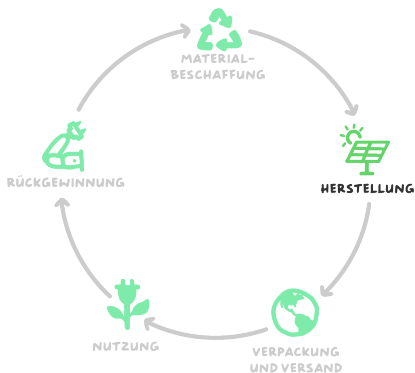 MATERIAL-
BESCHAFFUNG
HERSTELLUNG
VERPACKUNG
UND VERSAND
NUTZUNG
RÜCKGEWINNUNG